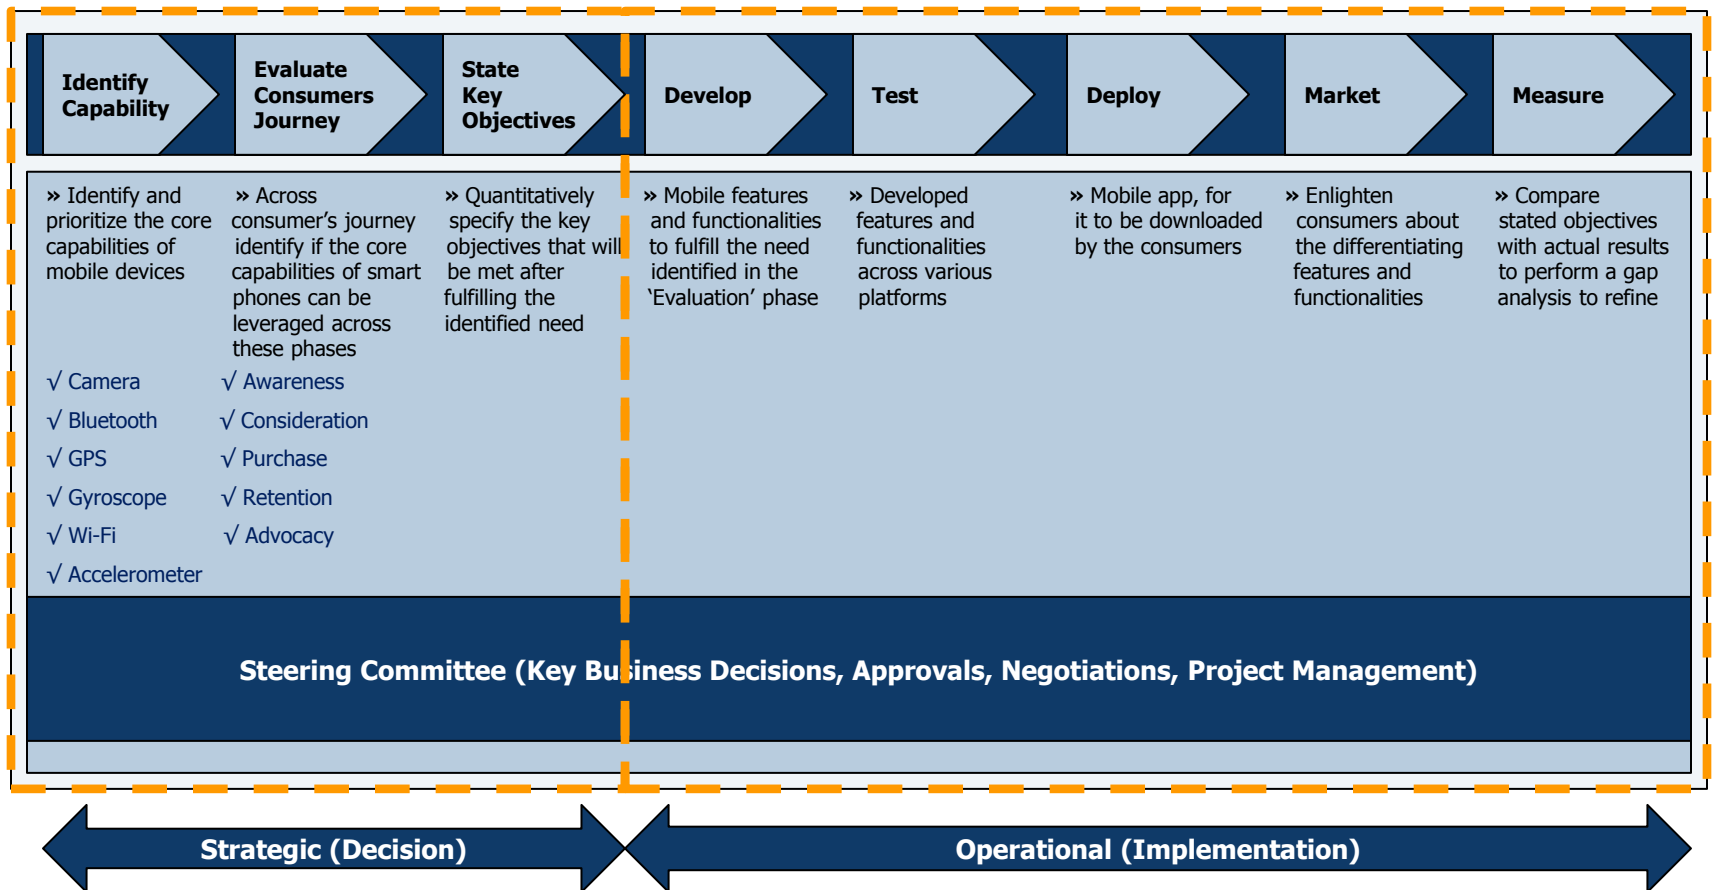 Identify
Capability
Evaluate
Consumers
Journey
State
Key
Objectives
Develop
Test
Deploy
Market
Measure
» Identify and
prioritize the core
capabilities of
mobile devices
√ Camera
√ Bluetooth
√ GPS
√ Gyroscope
√ Wi-Fi
√ Accelerometer
» Across
consumer’s journey
identify if the core
capabilities of smart
phones can be
leveraged across
these phases
√ Awareness
√ Consideration
√ Purchase
√ Retention
√ Advocacy
» Quantitatively
specify the key
objectives that will
be met after
fulfilling the
identified need
» Mobile features
and functionalities
to fulfill the need
identified in the
‘Evaluation’ phase
» Developed
features and
functionalities
across various
platforms
» Mobile app, for
it to be downloaded
by the consumers
» Enlighten
consumers about
the differentiating
features and
functionalities
» Compare
stated objectives
with actual results
to perform a gap
analysis to refine
Steering Committee (Key Business Decisions, Approvals, Negotiations, Project Management)
Strategic (Decision)
Operational (Implementation)